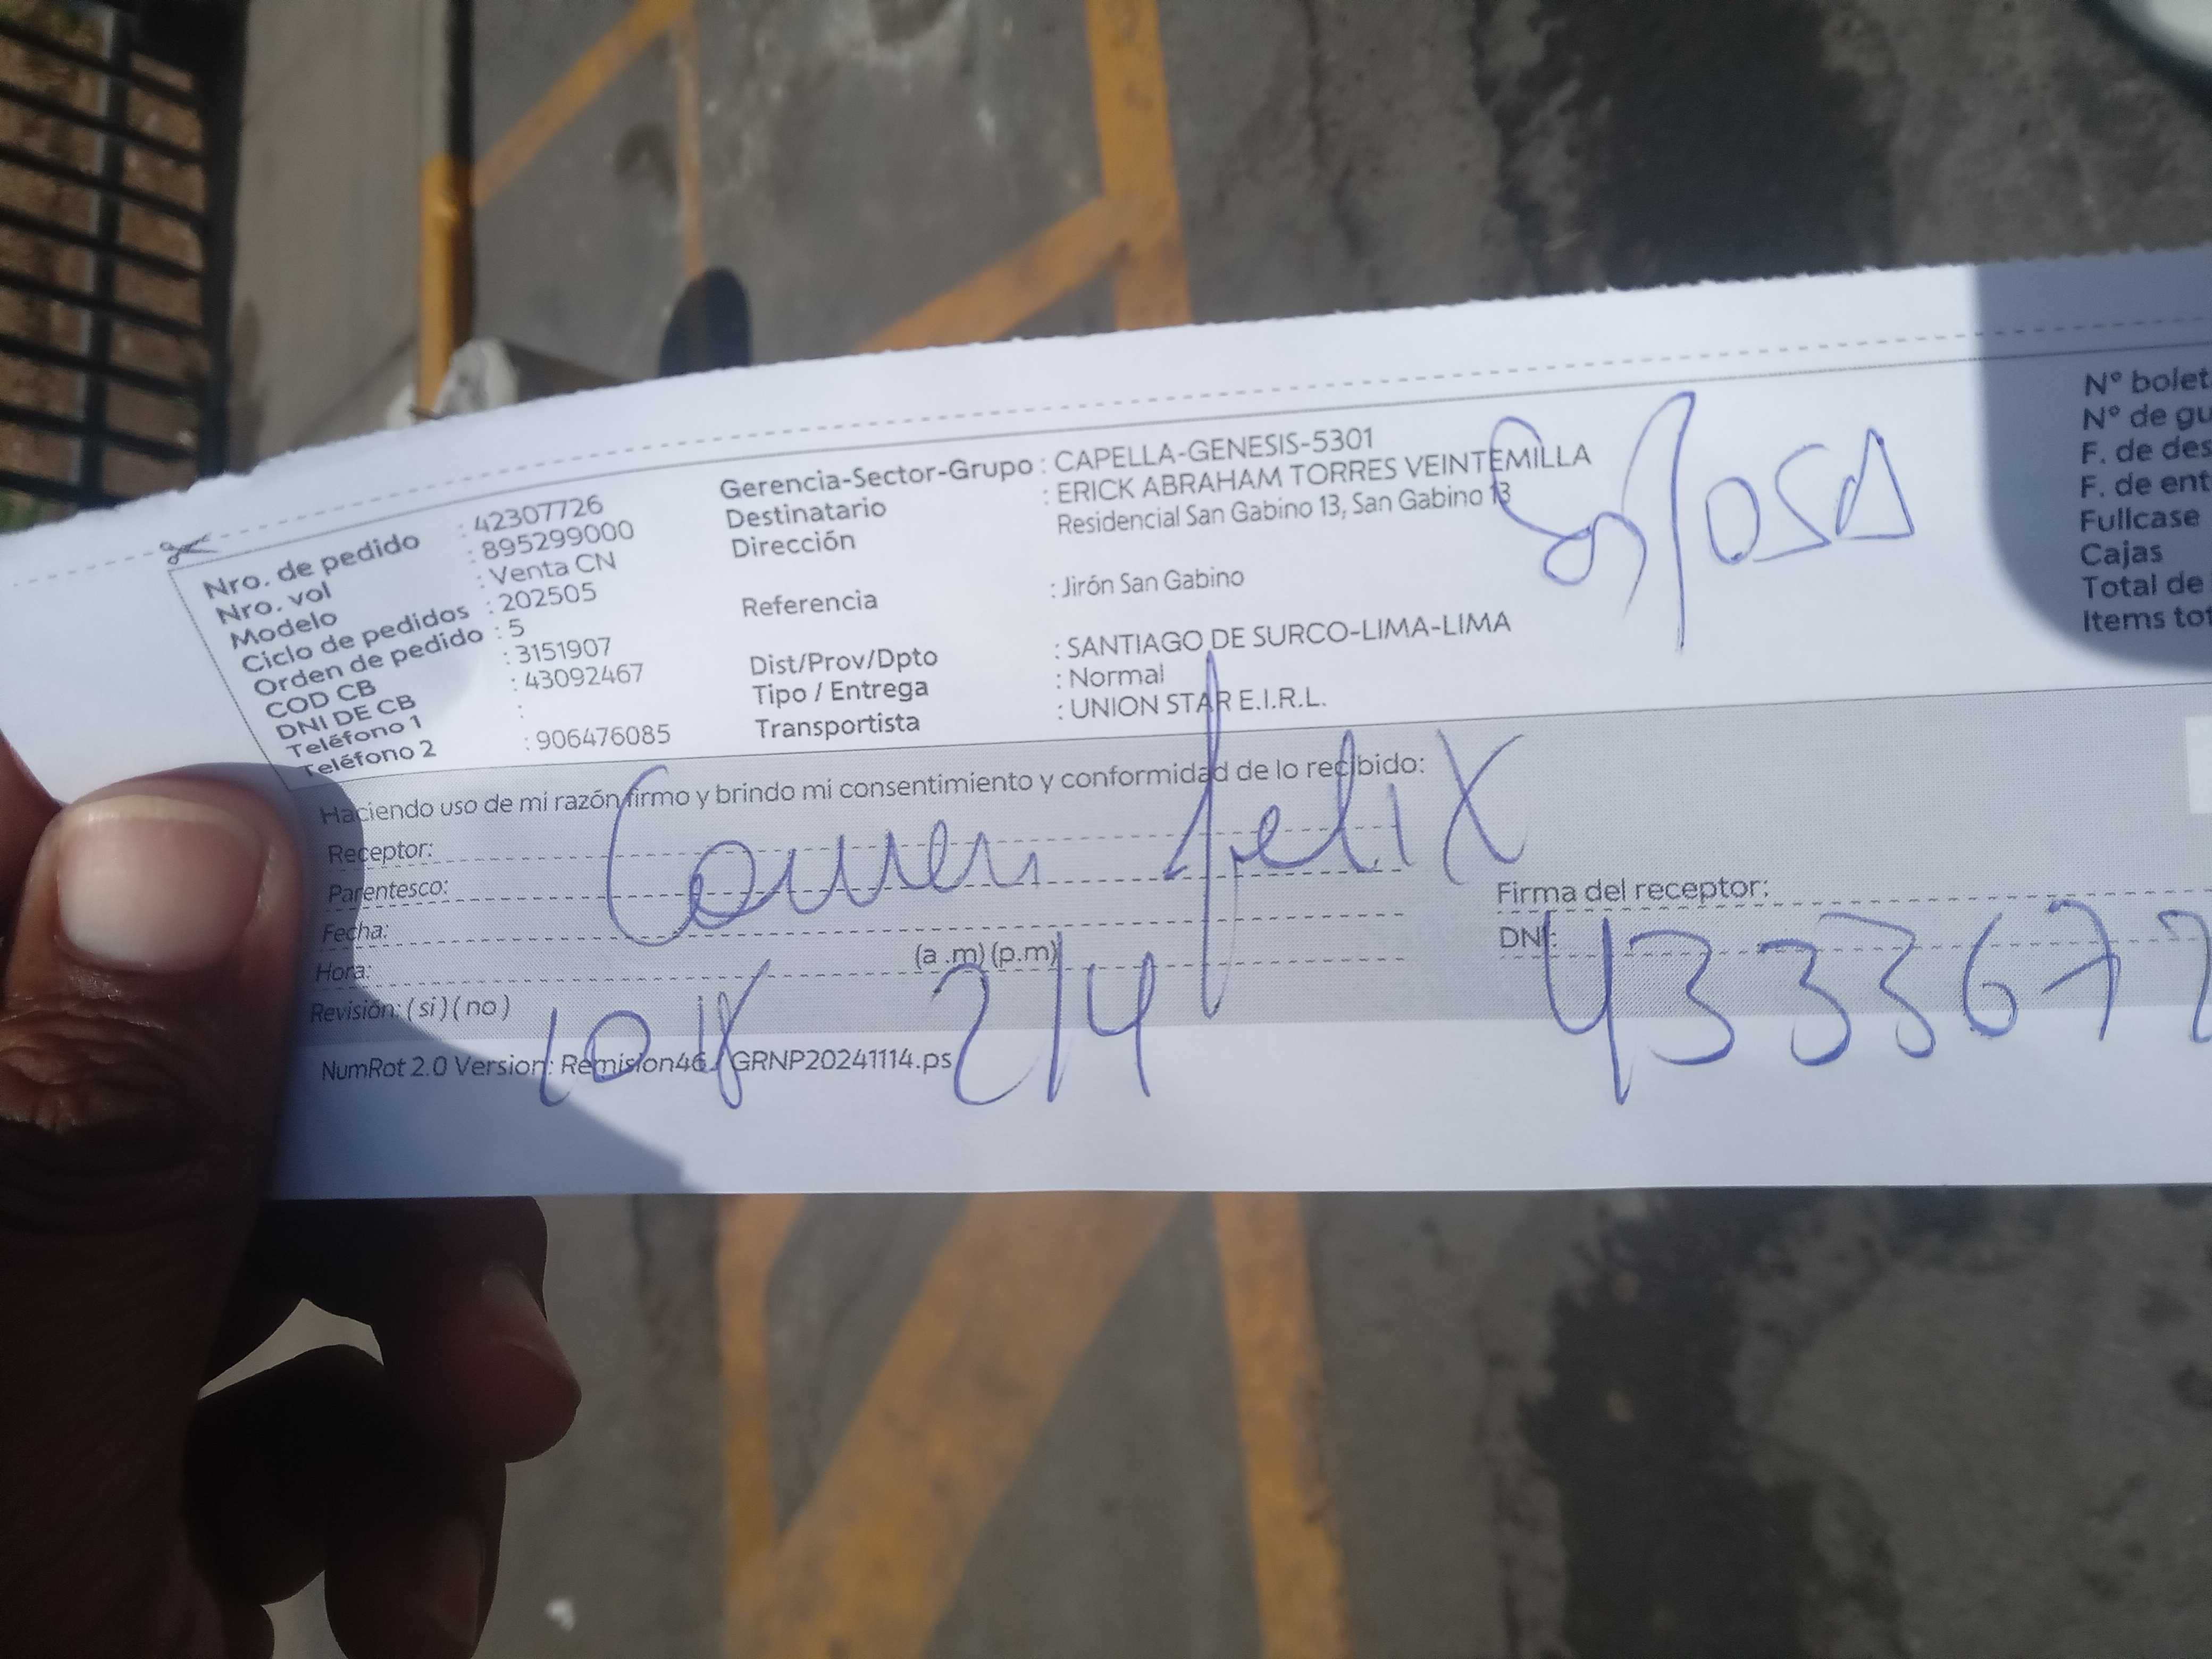 Nro. de pedido : 42307726
Nro. vol : 895299000
Modelo : Venta CN
Ciclo de pedidos : 202505
Orden de pedido : 5
COD CB : 3151907
DNI DE CB : 43092467
Teléfono 1 :
Teléfono 2 : 906476085
Gerencia-Sector-Grupo : CAPELLA-GENESIS-5301
Destinatario : ERICK ABRAHAM TORRES VEINTEMILLA
Dirección Residencial San Gabino 13, San Gabino 13
Referencia : Jirón San Gabino
Dist/Prov/Dpto : SANTIAGO DE SURCO-LIMA-LIMA
Tipo / Entrega : Normal
Transportista : UNION STAR E.I.R.L.
Esposa
Nº bolet
Nº de gu
F. de des
F. de ent
Fullcase
Cajas
Total de
Items tot
Haciendo uso de mi razón firmo y brindo mi consentimiento y conformidad de lo recibido:
Receptor:
Parentesco:
Fecha:
Hora: (a .m) (p.m)
Revisión: ( si ) ( no )
felix
Firma del receptor:
DNI: 4333672
10 18 2/4
NumRot 2.0 Version: Remision46 / GRNP20241114.ps